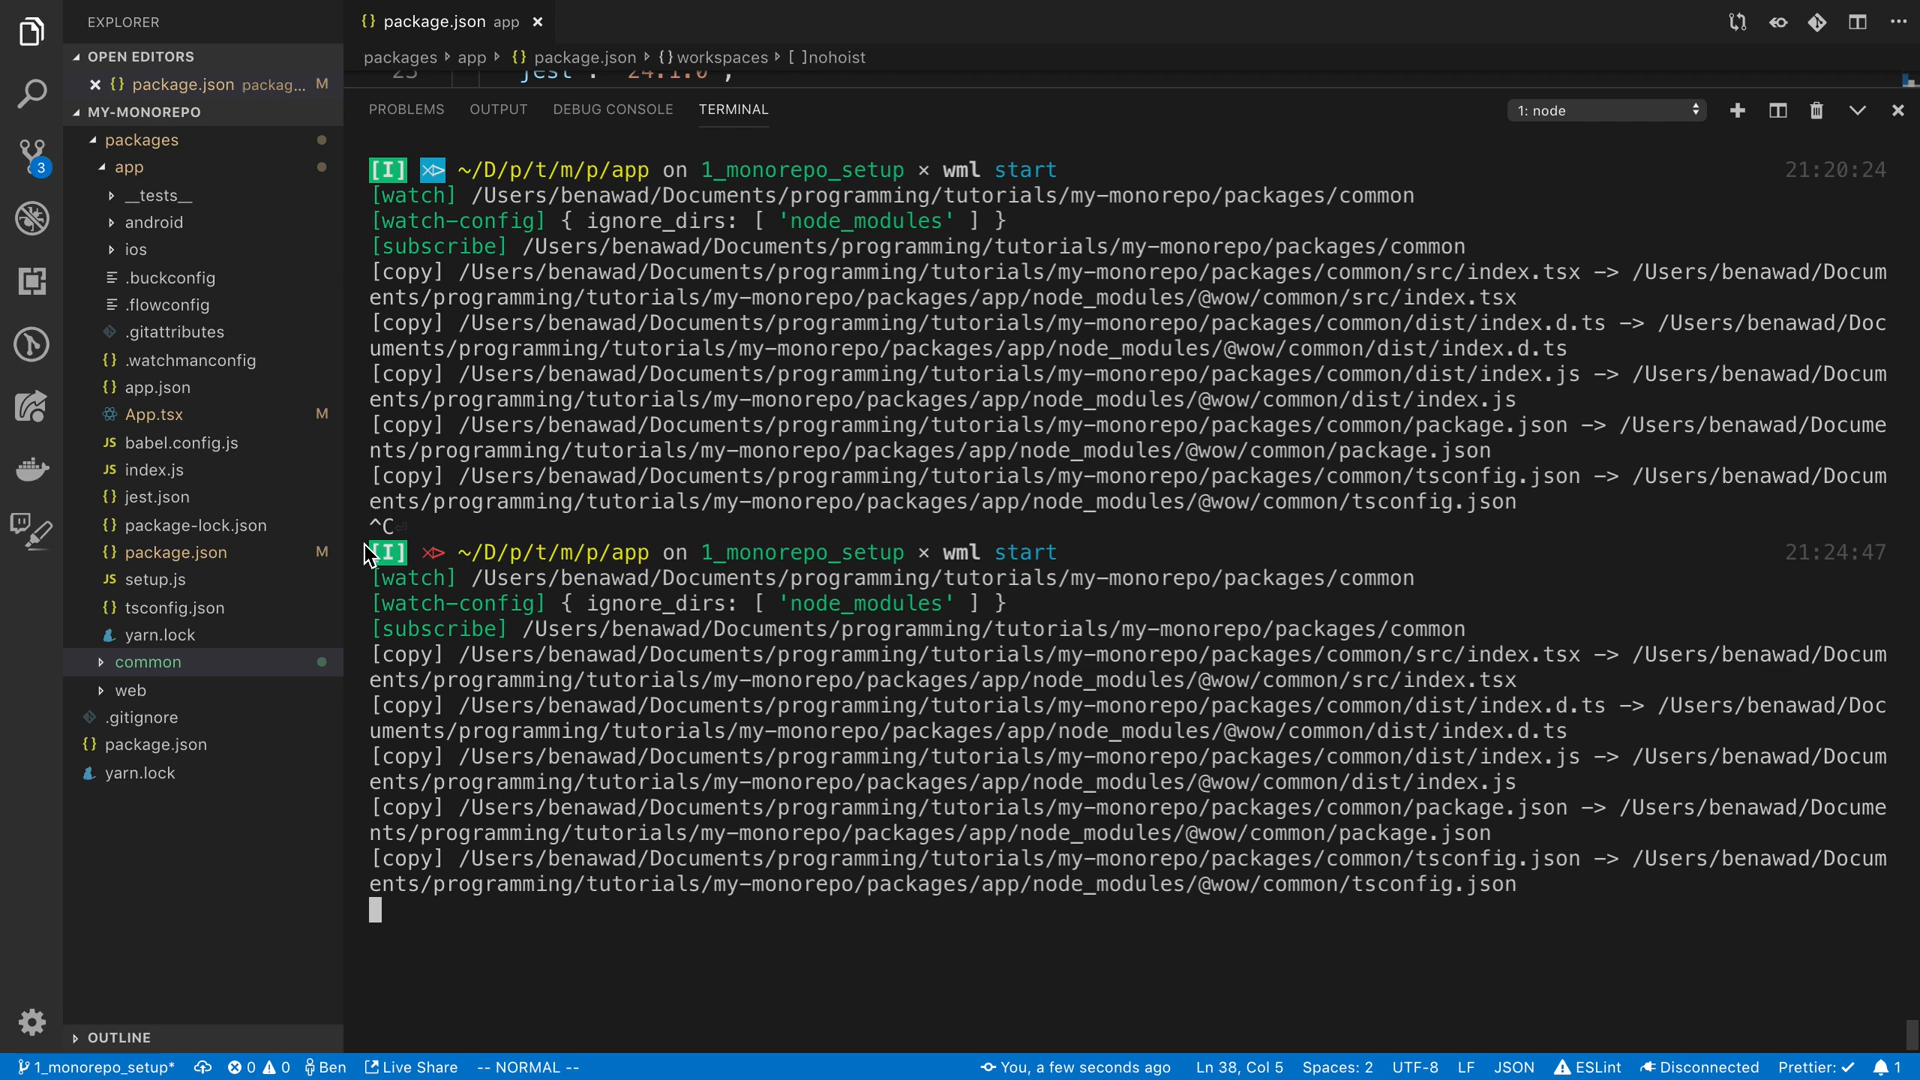 EXPLORER
OPEN EDITORS
package.json packag... M
MY-MONOREPO
packages
app
__tests__
android
ios
.buckconfig
.flowconfig
.gitattributes
.watchmanconfig
app.json
App.tsx M
babel.config.js
index.js
jest.json
package-lock.json
package.json M
setup.js
tsconfig.json
yarn.lock
common
web
.gitignore
package.json
yarn.lock
OUTLINE
3
package.json app
packages app package.json workspaces nohoist
PROBLEMS OUTPUT DEBUG CONSOLE TERMINAL 1: node
[I] ~/D/p/t/m/p/app on 1_monorepo_setup × wml start 21:20:24
[watch] /Users/benawad/Documents/programming/tutorials/my-monorepo/packages/common
[watch-config] { ignore_dirs: [ 'node_modules' ] }
[subscribe] /Users/benawad/Documents/programming/tutorials/my-monorepo/packages/common
[copy] /Users/benawad/Documents/programming/tutorials/my-monorepo/packages/common/src/index.tsx -> /Users/benawad/Docum
ents/programming/tutorials/my-monorepo/packages/app/node_modules/@wow/common/src/index.tsx
[copy] /Users/benawad/Documents/programming/tutorials/my-monorepo/packages/common/dist/index.d.ts -> /Users/benawad/Doc
uments/programming/tutorials/my-monorepo/packages/app/node_modules/@wow/common/dist/index.d.ts
[copy] /Users/benawad/Documents/programming/tutorials/my-monorepo/packages/common/dist/index.js -> /Users/benawad/Docum
ents/programming/tutorials/my-monorepo/packages/app/node_modules/@wow/common/dist/index.js
[copy] /Users/benawad/Documents/programming/tutorials/my-monorepo/packages/common/package.json -> /Users/benawad/Docume
nts/programming/tutorials/my-monorepo/packages/app/node_modules/@wow/common/package.json
[copy] /Users/benawad/Documents/programming/tutorials/my-monorepo/packages/common/tsconfig.json -> /Users/benawad/Docum
ents/programming/tutorials/my-monorepo/packages/app/node_modules/@wow/common/tsconfig.json
^C
[I] ~/D/p/t/m/p/app on 1_monorepo_setup × wml start 21:24:47
[watch] /Users/benawad/Documents/programming/tutorials/my-monorepo/packages/common
[watch-config] { ignore_dirs: [ 'node_modules' ] }
[subscribe] /Users/benawad/Documents/programming/tutorials/my-monorepo/packages/common
[copy] /Users/benawad/Documents/programming/tutorials/my-monorepo/packages/common/src/index.tsx -> /Users/benawad/Docum
ents/programming/tutorials/my-monorepo/packages/app/node_modules/@wow/common/src/index.tsx
[copy] /Users/benawad/Documents/programming/tutorials/my-monorepo/packages/common/dist/index.d.ts -> /Users/benawad/Doc
uments/programming/tutorials/my-monorepo/packages/app/node_modules/@wow/common/dist/index.d.ts
[copy] /Users/benawad/Documents/programming/tutorials/my-monorepo/packages/common/dist/index.js -> /Users/benawad/Docum
ents/programming/tutorials/my-monorepo/packages/app/node_modules/@wow/common/dist/index.js
[copy] /Users/benawad/Documents/programming/tutorials/my-monorepo/packages/common/package.json -> /Users/benawad/Docume
nts/programming/tutorials/my-monorepo/packages/app/node_modules/@wow/common/package.json
[copy] /Users/benawad/Documents/programming/tutorials/my-monorepo/packages/common/tsconfig.json -> /Users/benawad/Docum
ents/programming/tutorials/my-monorepo/packages/app/node_modules/@wow/common/tsconfig.json
1_monorepo_setup* 0 0 Ben Live Share -- NORMAL -- You, a few seconds ago Ln 38, Col 5 Spaces: 2 UTF-8 LF JSON ESLint Disconnected Prettier: ✓ 1